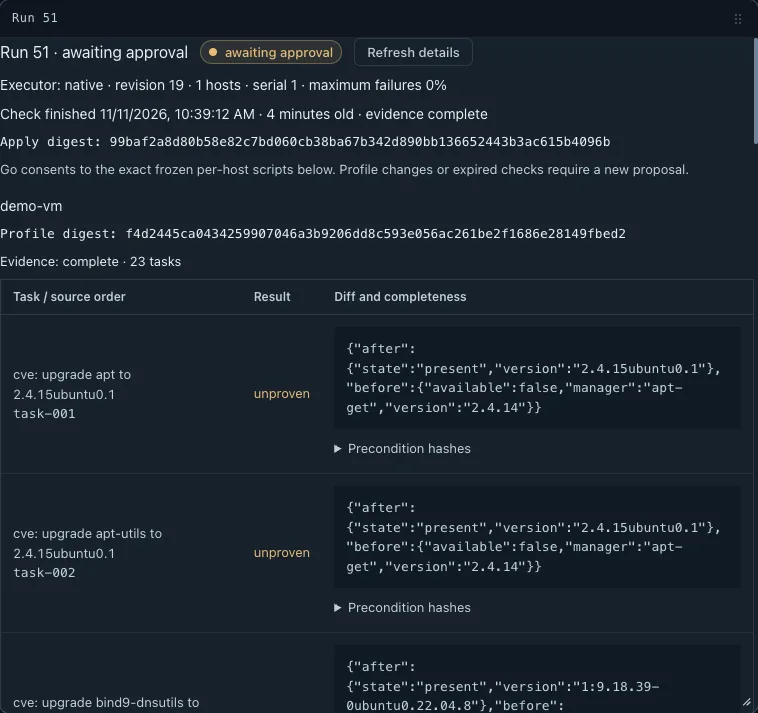 Run 51
Run 51 · awaiting approval
awaiting approval
Refresh details
Executor: native · revision 19 · 1 hosts · serial 1 · maximum failures 0%
Check finished 11/11/2026, 10:39:12 AM · 4 minutes old · evidence complete
Apply digest: 99baf2a8d80b58e82c7bd060cb38ba67b342d890bb136652443b3ac615b4096b
Go consents to the exact frozen per-host scripts below. Profile changes or expired checks require a new proposal.
demo-vm
Profile digest: f4d2445ca0434259907046a3b9206dd8c593e056ac261be2f1686e28149fbed2
Evidence: complete · 23 tasks
Task / source order
Result
Diff and completeness
cve: upgrade apt to
2.4.15ubuntu0.1
task-001
unproven
{"after":
{"state":"present","version":"2.4.15ubuntu0.1"},
"before":{"available":false,"manager":"apt-
get","version":"2.4.14"}}
Precondition hashes
cve: upgrade apt-utils to
2.4.15ubuntu0.1
task-002
unproven
{"after":
{"state":"present","version":"2.4.15ubuntu0.1"},
"before":{"available":false,"manager":"apt-
get","version":"2.4.14"}}
Precondition hashes
cve: upgrade bind9-dnsutils to
{"after":
{"state":"present","version":"1:9.18.39-
0ubuntu0.22.04.8"},"before":